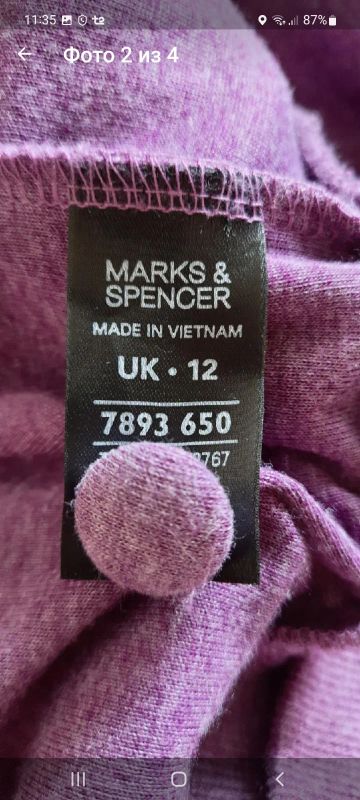 11:35 87%
Фото 2 из 4
MARKS &
SPENCER
MADE IN VIETNAM
UK · 12
7893 650